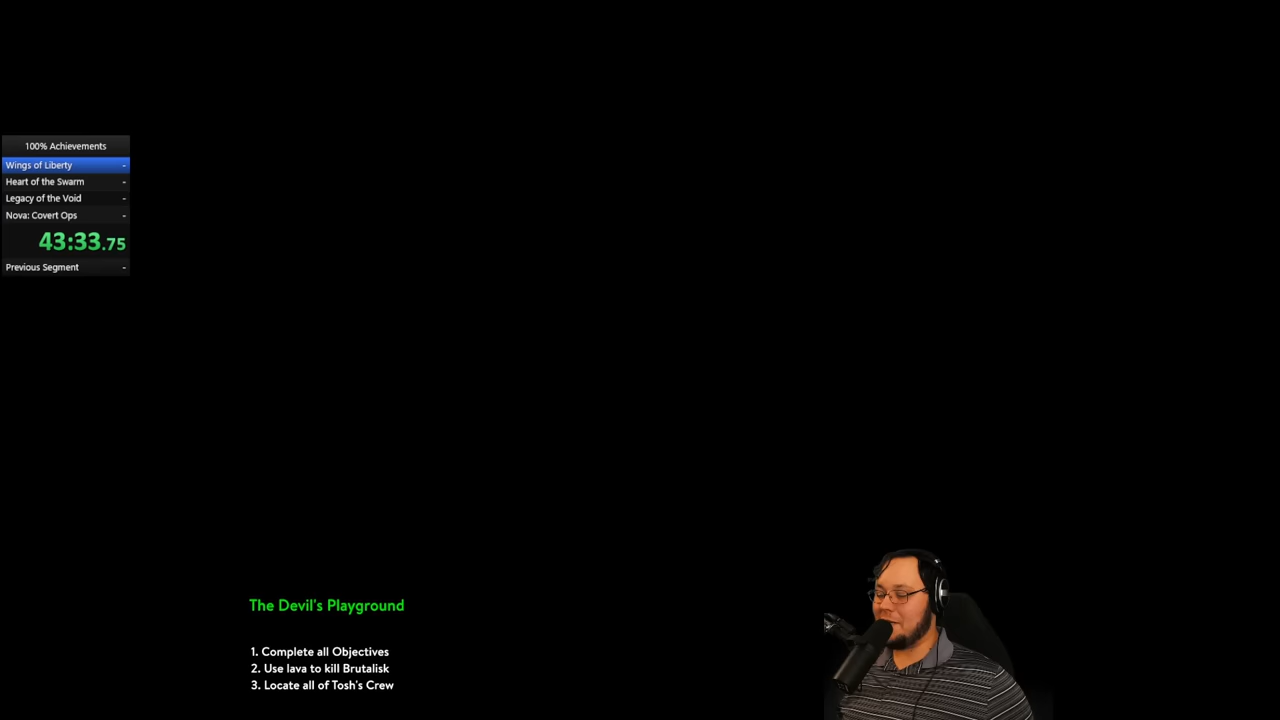 100% Achievements
Wings of Liberty -
Heart of the Swarm -
Legacy of the Void -
Nova: Covert Ops -
43:33.75
Previous Segment -
The Devil's Playground
1. Complete all Objectives
2. Use lava to kill Brutalisk
3. Locate all of Tosh's Crew